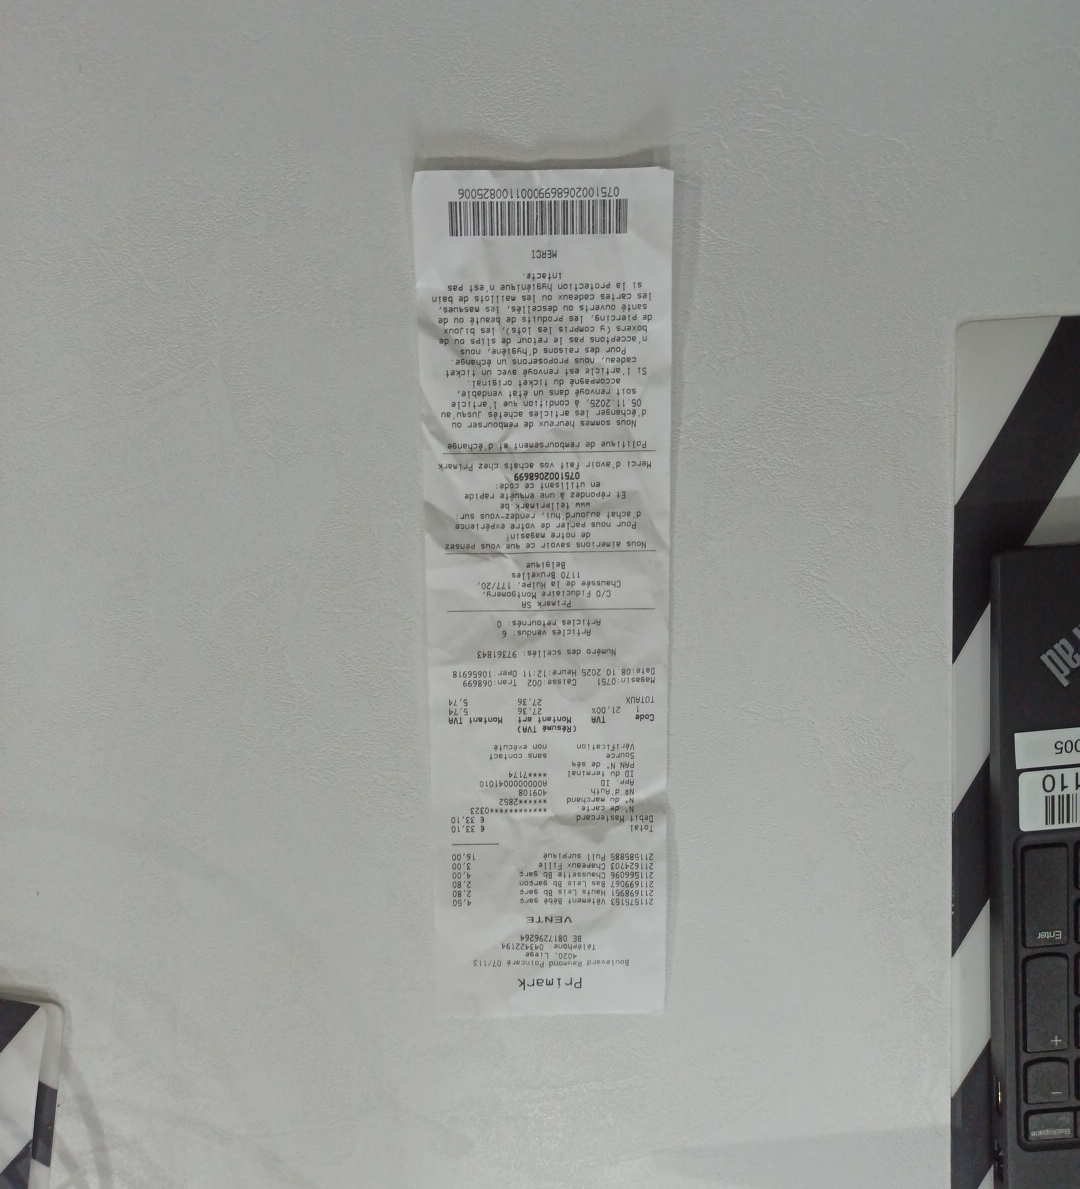 Primark
Boulevard Raymond Poincaré 07/113
4020, Liege
Téléphone: 043422194
BE 0817296264
VENTE
211575153 Vêtement Bébé garç 4,50
211698951 Hauts Leis Bb garç 2,80
211699067 Bas Leis Bb garçon 2,80
211566096 Chaussette Bb garç 4,00
211624703 Chapeaux Fille 3,00
211585885 Pull surpiqué 16,00
Total € 33,10
Debit Mastercard € 33,10
N° de carte. ************0323
N° du marchand ******2852
Nº d'Auth 409108
App. ID A0000000041010
ID du terminal ****7174
PAN N° de séq
Source sans contact
Vérification non exécuté
(Résumé TVA)
Code TVA Montant art Montant TVA
1 21,00% 27,36 5,74
TOTAUX 27,36 5,74
Magasin:0751 Caisse:002 Tran:068699
Date:08.10.2025 Heure:12:11 Oper:10656918
Numéro des scellés: 97361843
Articles vendus: 6
Articles retournés: 0
Primark SA
C/O Fiduciaire Montgomery,
Chaussée de la Hulpe, 177/20,
1170 Bruxelles
Belgique
Nous aimerions savoir ce que vous pensez
de notre magasin!
Pour nous parler de votre expérience
d'achat aujourd'hui, rendez-vous sur:
www.tellprimark.be
Et répondez à une enquête rapide
en utilisant ce code:
0751002068699
Merci d'avoir fait vos achats chez Primark
Politique de remboursement et d'échange
Nous sommes heureux de rembourser ou
d'échanger les articles achetés jusqu'au
05.11.2025, à condition que l'article
soit renvoyé dans un état vendable,
accompagné du ticket original.
Si l'article est renvoyé avec un ticket
cadeau, nous proposerons un échange.
Pour des raisons d'hygiène, nous
n'acceptons pas le retour de slips ou de
boxers (y compris les lots), les bijoux
de piercing, les produits de beauté ou de
santé ouverts ou descellés, les masques,
les cartes cadeaux ou les maillots de bain
si la protection hygiénique n'est pas
intacte.
MERCI
0751002068699000110082500​6
Backspace
-
+
Enter
110
005